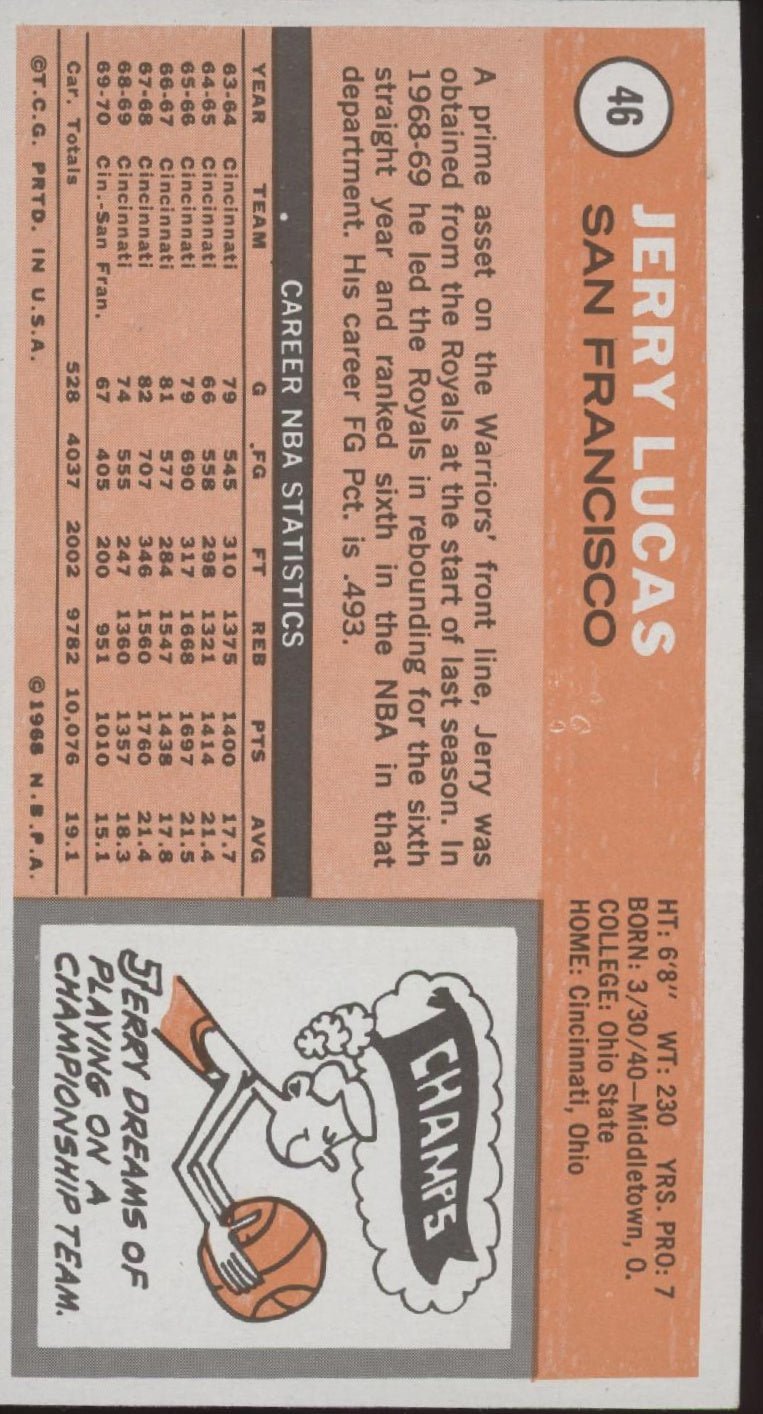 46
JERRY LUCAS
SAN FRANCISCO
HT: 6'8" WT: 230 YRS. PRO: 7
BORN: 3/30/40—Middletown, O.
COLLEGE: Ohio State
HOME: Cincinnati, Ohio
A prime asset on the Warriors' front line, Jerry was
obtained from the Royals at the start of last season. In
1968-69 he led the Royals in rebounding for the sixth
straight year and ranked sixth in the NBA in that
department. His career FG Pct. is .493.
CAREER NBA STATISTICS
YEAR TEAM G .FG FT REB PTS AVG
63-64 Cincinnati 79 545 310 1375 1400 17.7
64-65 Cincinnati 66 558 298 1321 1414 21.4
65-66 Cincinnati 79 690 317 1668 1697 21.5
66-67 Cincinnati 81 577 284 1547 1438 17.8
67-68 Cincinnati 82 707 346 1560 1760 21.4
68-69 Cincinnati 74 555 247 1360 1357 18.3
69-70 Cin.-San Fran. 67 405 200 951 1010 15.1
Car. Totals 528 4037 2002 9782 10,076 19.1
©T.C.G. PRTD. IN U.S.A. ©1968 N.B.P.A.
CHAMPS
JERRY DREAMS OF
PLAYING ON A
CHAMPIONSHIP TEAM.